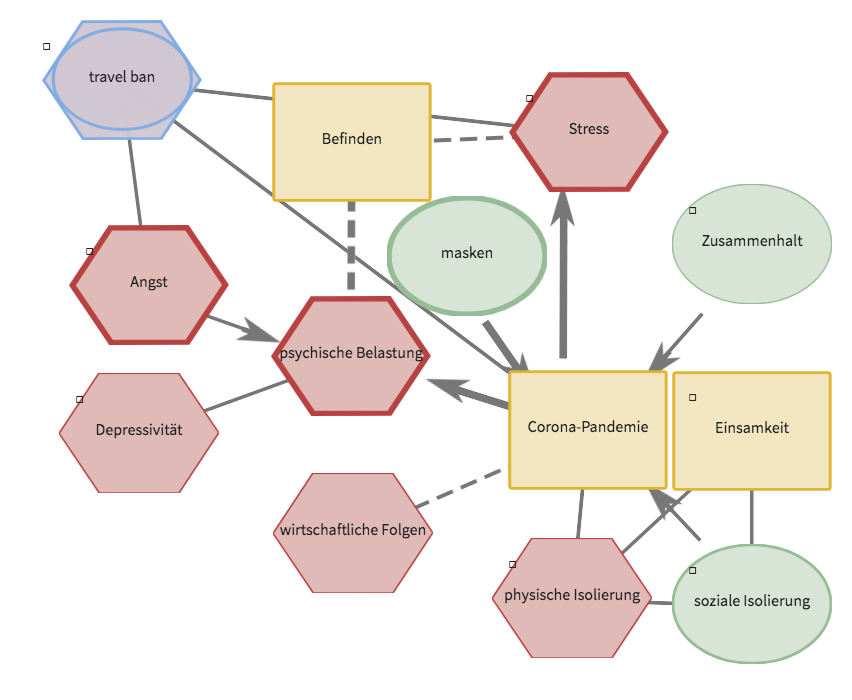 travel ban
Befinden
Stress
masken
Zusammenhalt
Angst
psychische Belastung
Depressivität
Corona-Pandemie
Einsamkeit
wirtschaftliche Folgen
physische Isolierung
soziale Isolierung